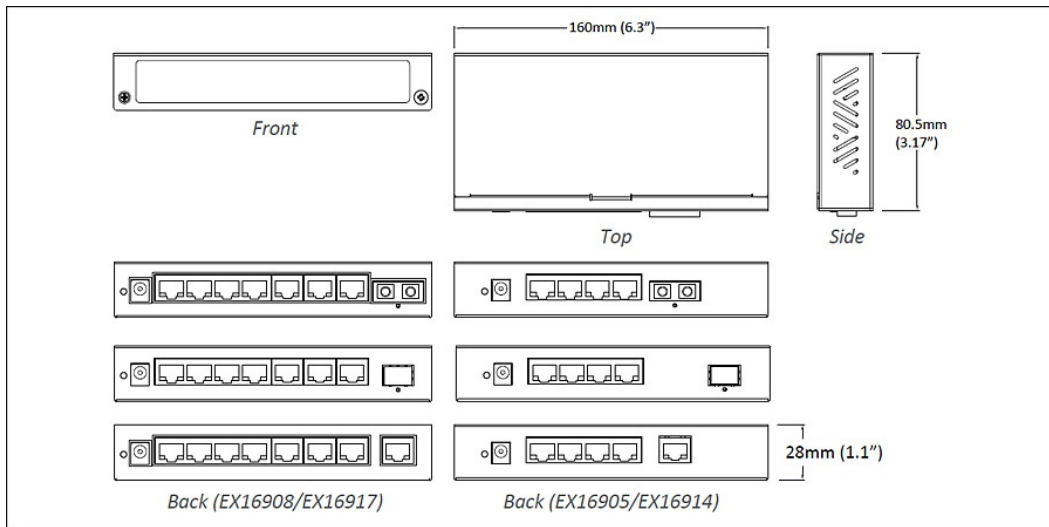 160mm (6.3")
Front
80.5mm
(3.17")
Top
Side
28mm (1.1")
Back (EX16908/EX16917)
Back (EX16905/EX16914)